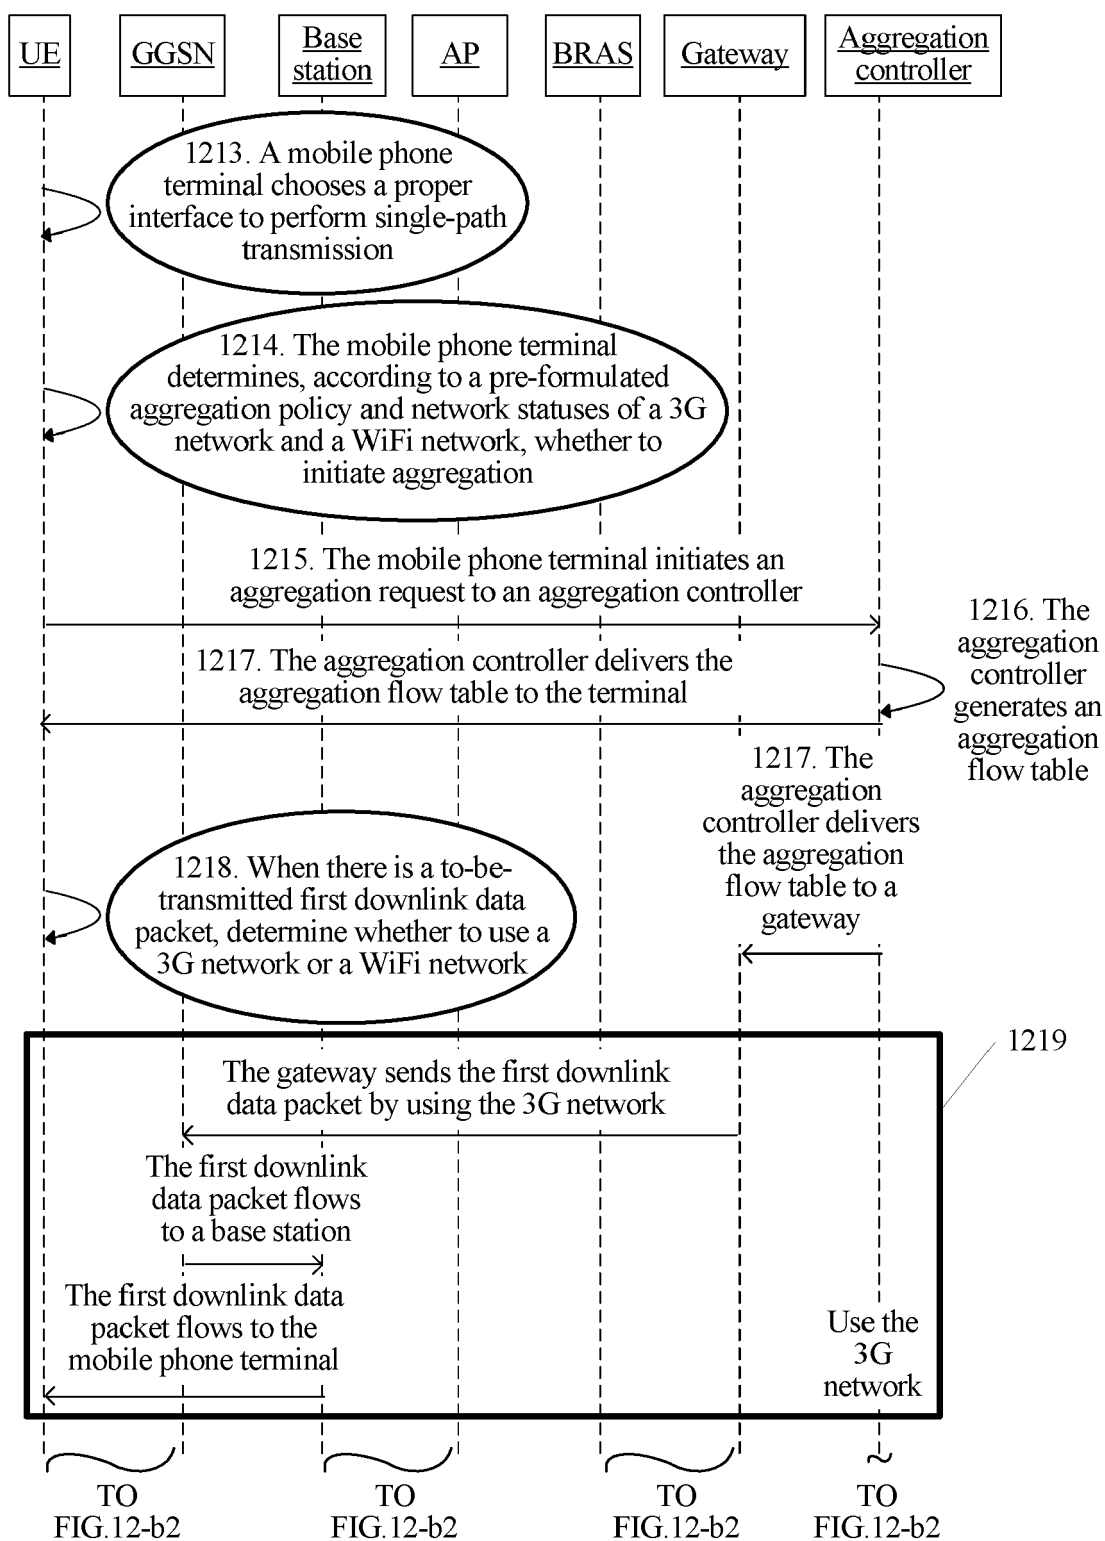 UE
GGSN
Base
station
AP
BRAS
Gateway
Aggregation
controller
1213. A mobile phone
terminal chooses a proper
interface to perform single-path
transmission
1214. The mobile phone terminal
determines, according to a pre-formulated
aggregation policy and network statuses of a 3G
network and a WiFi network, whether to
initiate aggregation
1215. The mobile phone terminal initiates an
aggregation request to an aggregation controller
1216. The
aggregation
controller
generates an
aggregation
flow table
1217. The aggregation controller delivers the
aggregation flow table to the terminal
1217. The
aggregation
controller delivers
the aggregation
flow table to a
gateway
1218. When there is a to-be-
transmitted first downlink data
packet, determine whether to use a
3G network or a WiFi network
1219
The gateway sends the first downlink
data packet by using the 3G network
The first downlink
data packet flows
to a base station
The first downlink data
packet flows to the
mobile phone terminal
Use the
3G
network
TO
FIG.12-b2
TO
FIG.12-b2
TO
FIG.12-b2
TO
FIG.12-b2